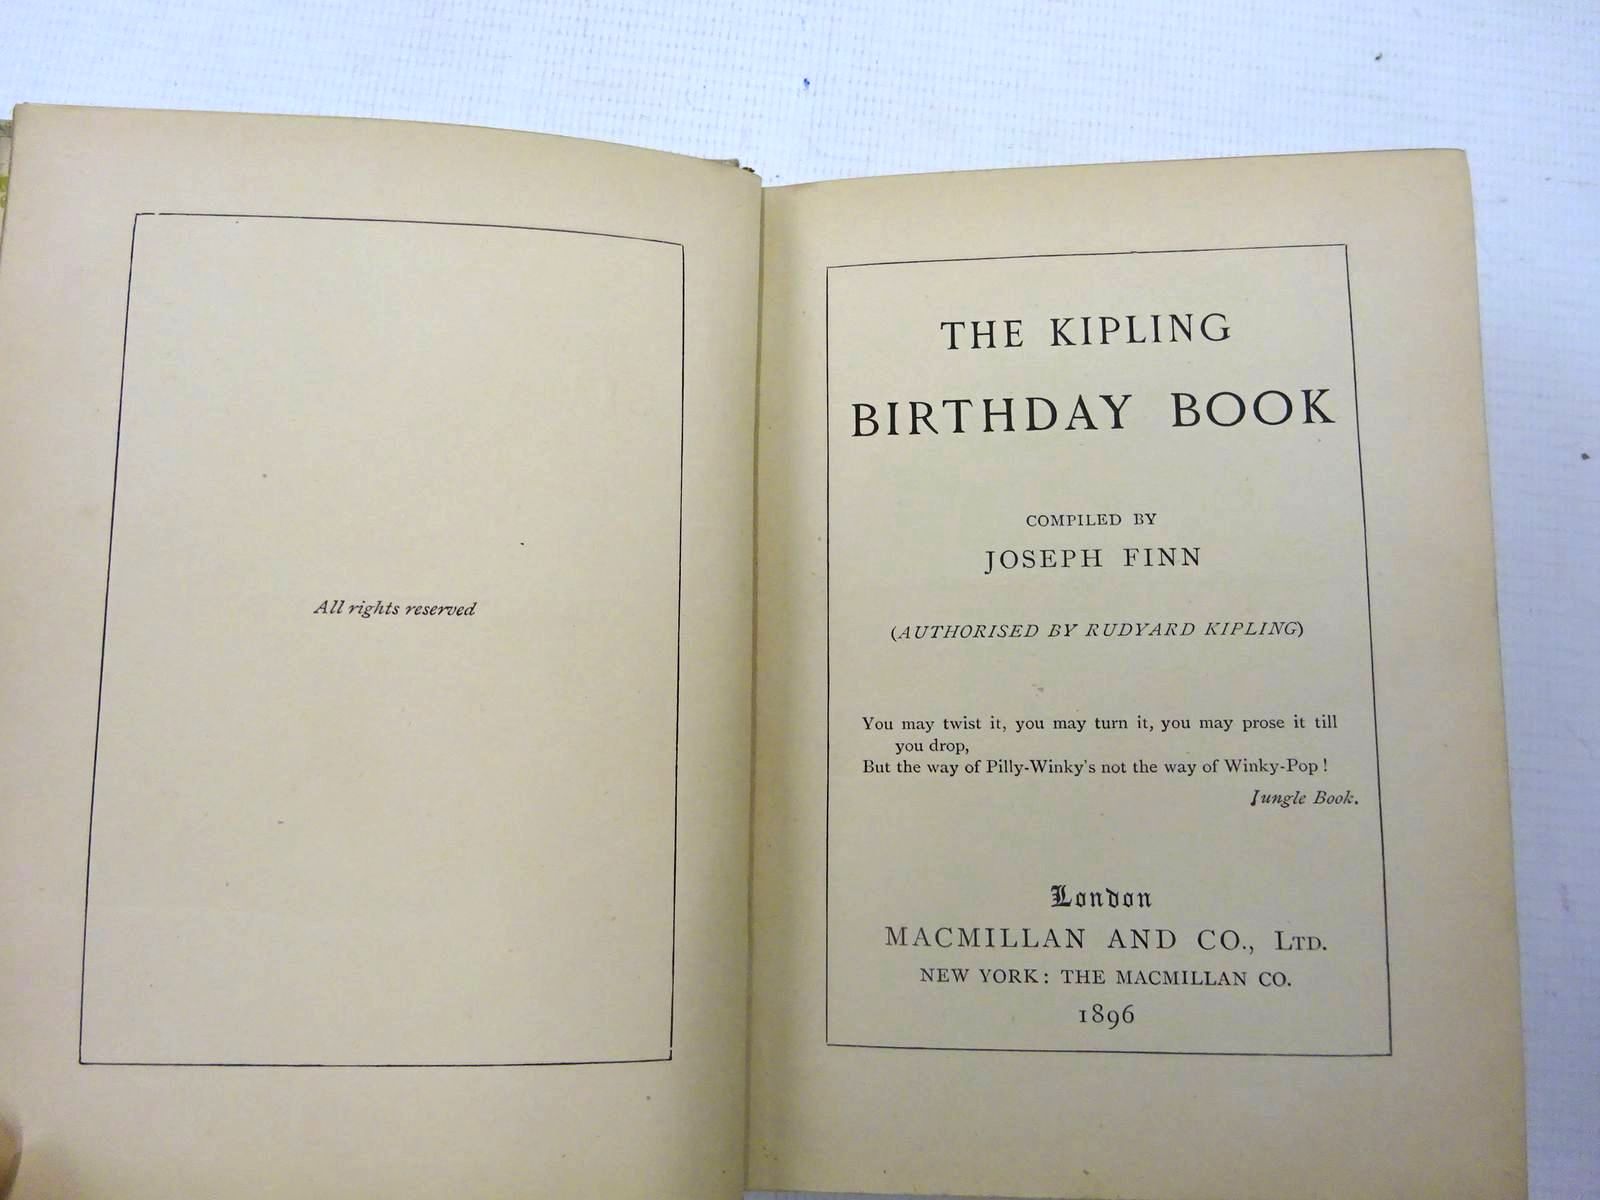 All rights reserved
THE KIPLING
BIRTHDAY BOOK
COMPILED BY
JOSEPH FINN
(AUTHORISED BY RUDYARD KIPLING)
You may twist it, you may turn it, you may prose it till
you drop,
But the way of Pilly-Winky's not the way of Winky-Pop!
Jungle Book.
London
MACMILLAN AND CO., LTD.
NEW YORK: THE MACMILLAN CO.
1896